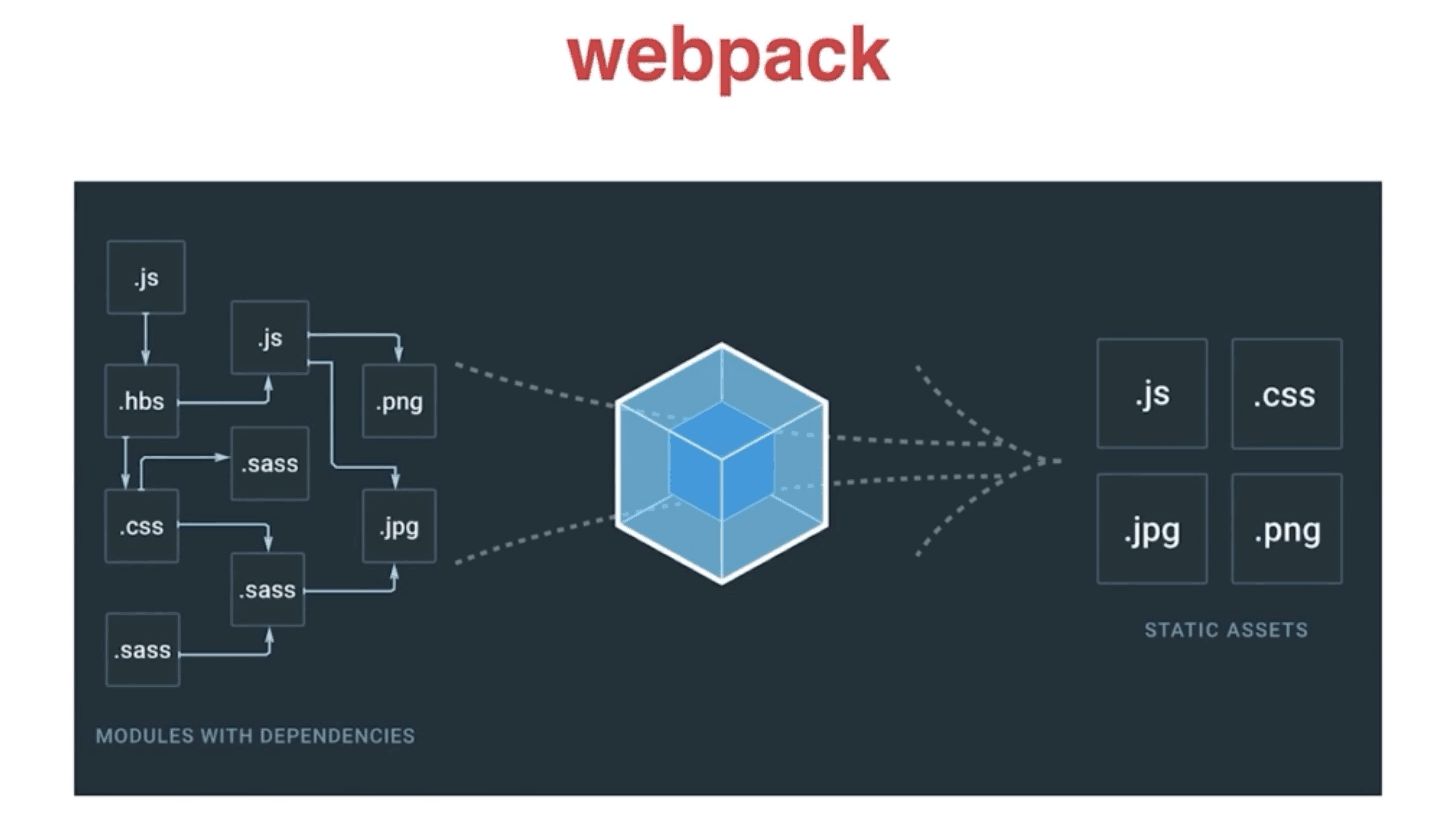 webpack
.js
.js
.hbs
.png
.sass
.css
.jpg
.sass
.sass
MODULES WITH DEPENDENCIES
.js
.css
.jpg
.png
STATIC ASSETS